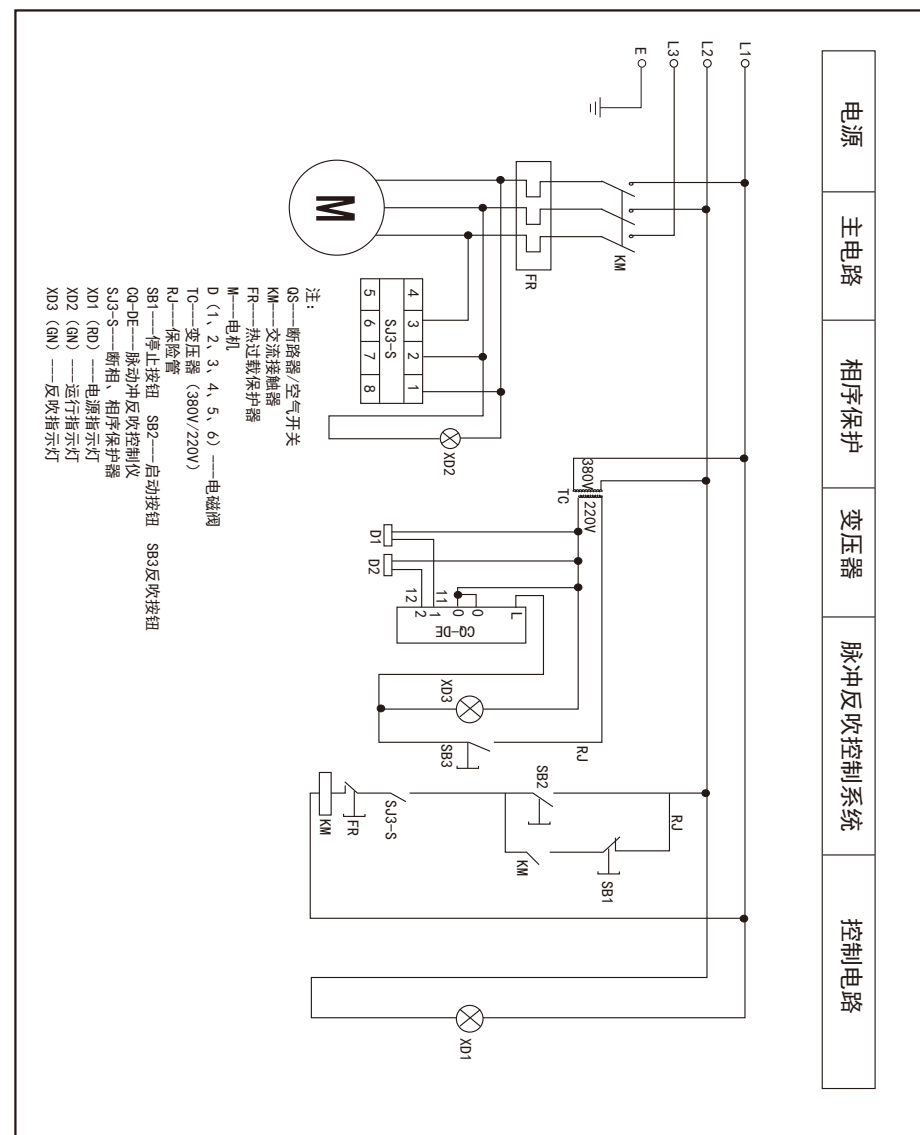 电源
主电路
相序保护
变压器
脉冲反吹控制系统
控制电路
L1
L2
L3
E
KM
FR
M
4
3
2
1
SJ3-S
5
6
7
8
XD2
380V
TC
220V
D1
D2
12
11
2
1
0
0
L
CQ-DE
XD3
SB3
RJ
SB2
RJ
KM
SB1
SJ3-S
FR
KM
XD1
注:
QS---断路器/空气开关
KM---交流接触器
FR---热过载保护器
M---电机
D(1、2、3、4、5、6)---电磁阀
TC---变压器(380V/220V)
RJ---保险管
SB1---停止按钮 SB2---启动按钮 SB3反吹按钮
CQ-DE---脉动冲反吹控制仪
SJ3-S---断相、相序保护器
XD1(RD)---电源指示灯
XD2(GN)---运行指示灯
XD3(GN)---反吹指示灯